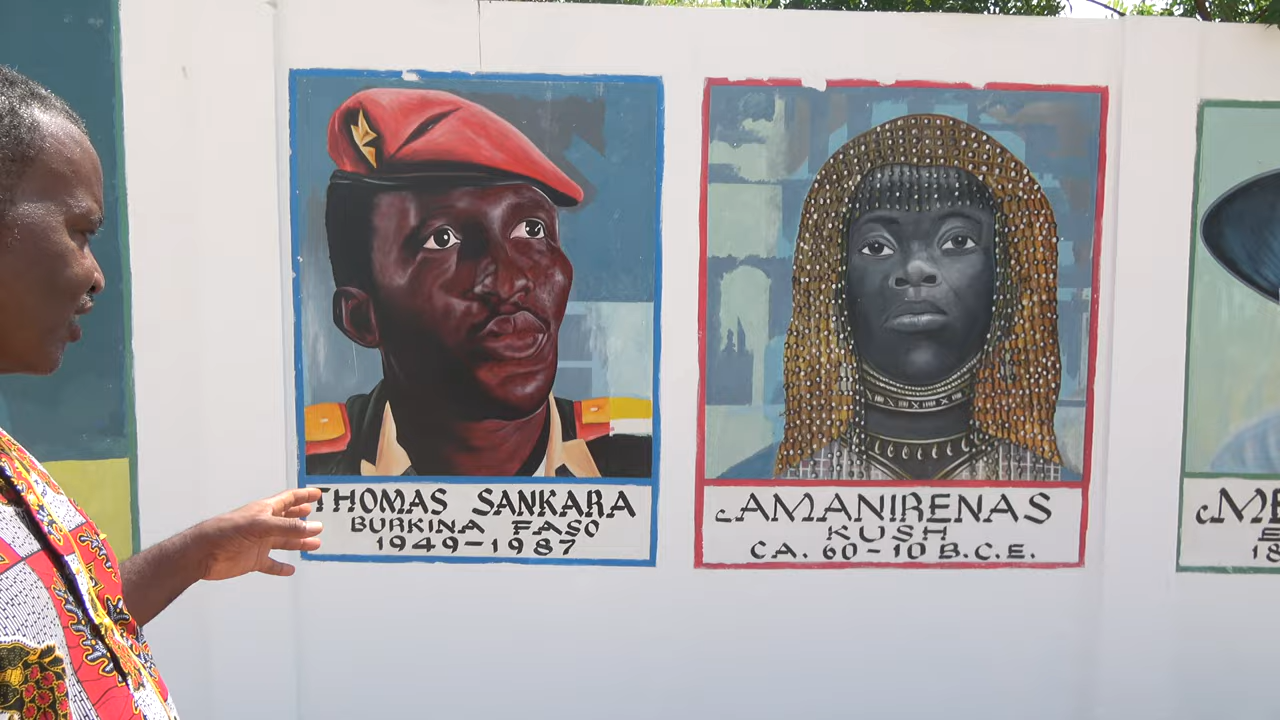 THOMAS SANKARA
BURKINA FASO
1949-1987
AMANIRENAS
KUSH
CA. 60-10 B.C.E.